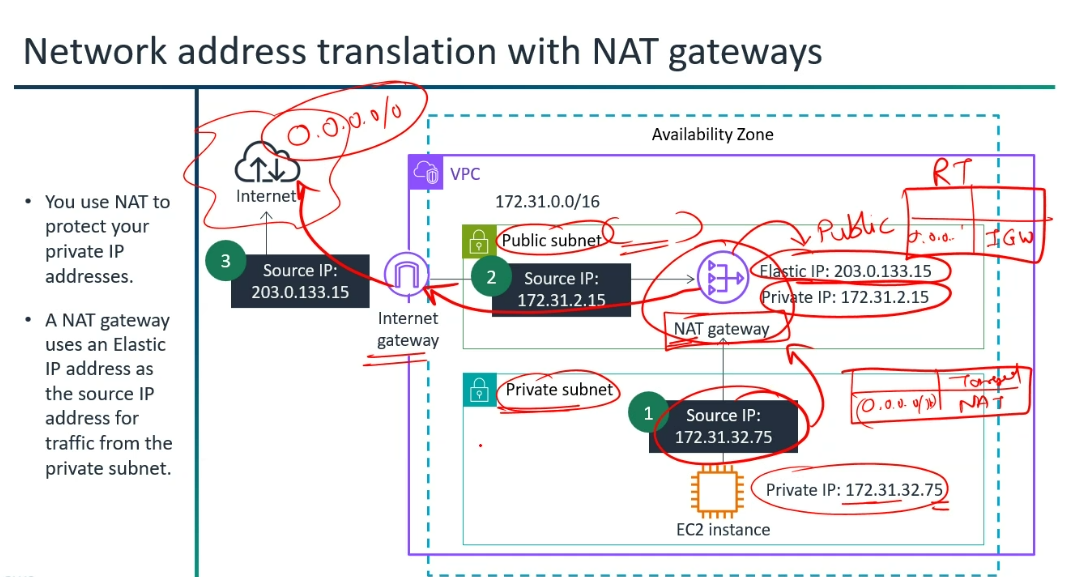 Network address translation with NAT gateways
You use NAT to
protect your
private IP
addresses.
A NAT gateway
uses an Elastic
IP address as
the source IP
address for
traffic from the
private subnet.
0.0.0.0/0
Internet
3
Source IP:
203.0.133.15
Availability Zone
VPC
172.31.0.0/16
RT
IGW
Public subnet
Public
2
Source IP:
172.31.2.15
Elastic IP: 203.0.133.15
Private IP: 172.31.2.15
NAT gateway
Internet
gateway
Private subnet
Target
NAT
1
Source IP:
172.31.32.75
Private IP: 172.31.32.75
EC2 instance